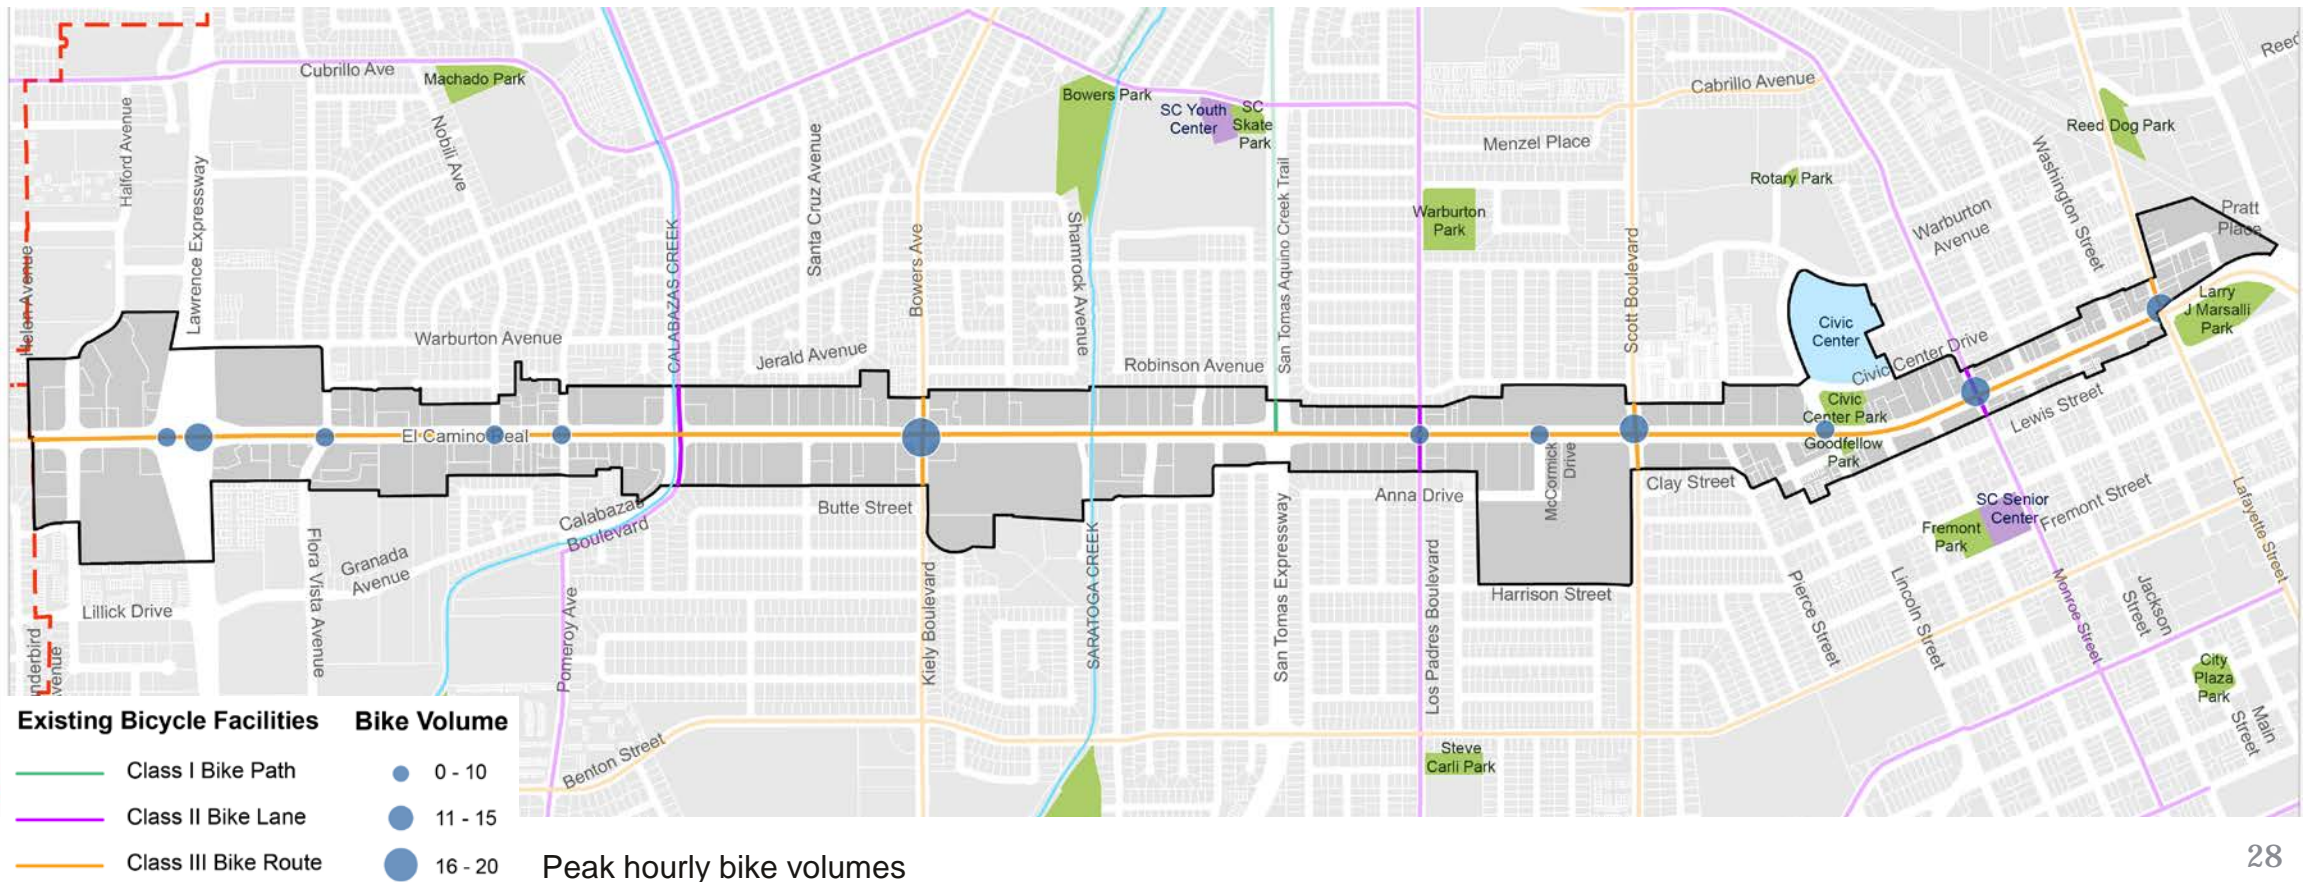 Reed
Cubrillo Ave
Machado Park
Bowers Park
SC Youth
Center
SC
Skate
Park
Cabrillo Avenue
Menzel Place
Reed Dog Park
Halford Avenue
Nobili Ave
Santa Cruz Avenue
Washington Street
Rotary Park
Lawrence Expressway
San Tomas Aquino Creek Trail
Warburton
Park
Warburton
Avenue
Pratt
Place
Helen Avenue
CALABAZAS CREEK
Bowers Ave
Shamrock Avenue
Scott Boulevard
Larry
J Marsalli
Park
Civic
Center
Warburton Avenue
Jerald Avenue
Robinson Avenue
Civic Center Drive
Civic
Center Park
Lewis Street
El Camino Real
Goodfellow
Park
McCormick
Drive
Clay Street
Anna Drive
Butte Street
Calabazas
Boulevard
SC Senior
Center
Fremont Street
Fremont
Park
Lafayette Street
Flora Vista Avenue
Granada
Avenue
SARATOGA CREEK
San Tomas Expressway
Los Padres Boulevard
Harrison Street
Lillick Drive
Pomeroy Ave
Kiely Boulevard
Pierce Street
Lincoln Street
Monroe Street
Jackson
Street
underbird
venue
City
Plaza
Park
Main
Street
Benton Street
Steve
Carli Park
Existing Bicycle Facilities
Class I Bike Path
Class II Bike Lane
Class III Bike Route
Bike Volume
0 - 10
11 - 15
16 - 20
Peak hourly bike volumes
28